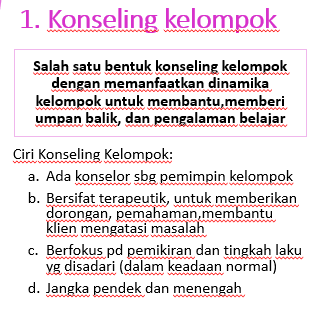 1. Konseling kelompok
Salah satu bentuk konseling kelompok
dengan memanfaatkan dinamika
kelompok untuk membantu,memberi
umpan balik, dan pengalaman belajar
Ciri Konseling Kelompok:
a. Ada konselor sbg pemimpin kelompok
b. Bersifat terapeutik, untuk memberikan
dorongan, pemahaman,membantu
klien mengatasi masalah
c. Berfokus pd pemikiran dan tingkah laku
yg disadari (dalam keadaan normal)
d. Jangka pendek dan menengah